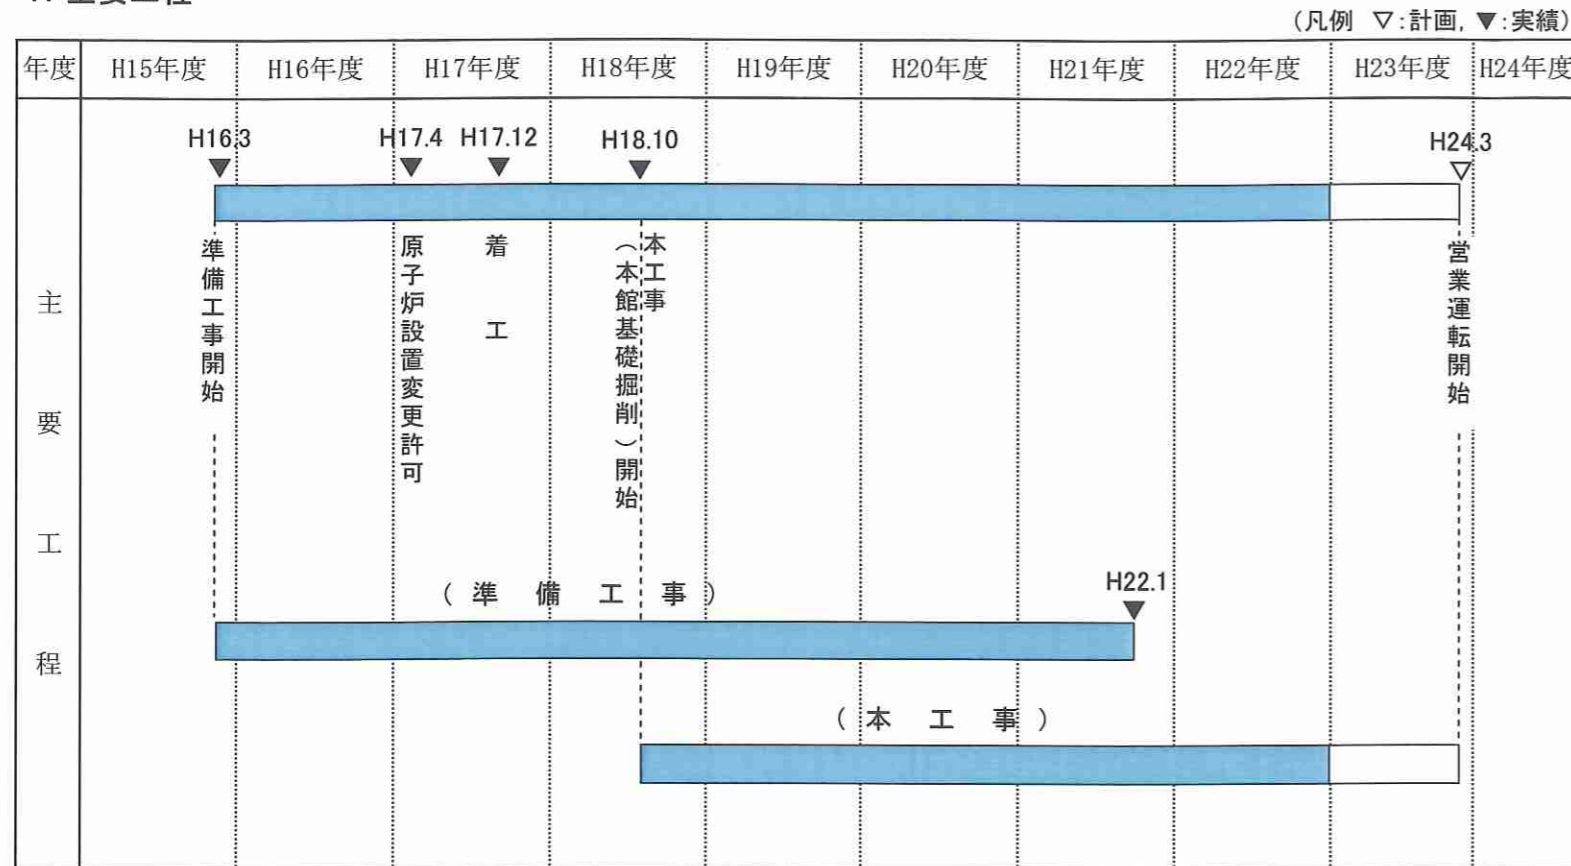 (凡例 ▽:計画, ▼:実績)
年度 H15年度 H16年度 H17年度 H18年度 H19年度 H20年度 H21年度 H22年度 H23年度 H24年度
主要工程
H16.3 H17.4 H17.12 H18.10 H24.3
準備工事開始
原子炉設置変更許可
着工
本工事
(本館基礎掘削)開始
営業運転開始
(準備工事)
H22.1
(本工事)